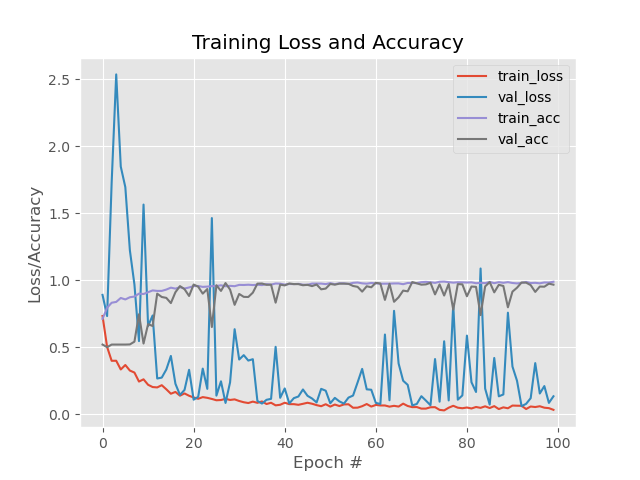 Training Loss and Accuracy
train_loss
val_loss
train_acc
val_acc
Loss/Accuracy
2.5
2.0
1.5
1.0
0.5
0.0
0 20 40 60 80 100
Epoch #